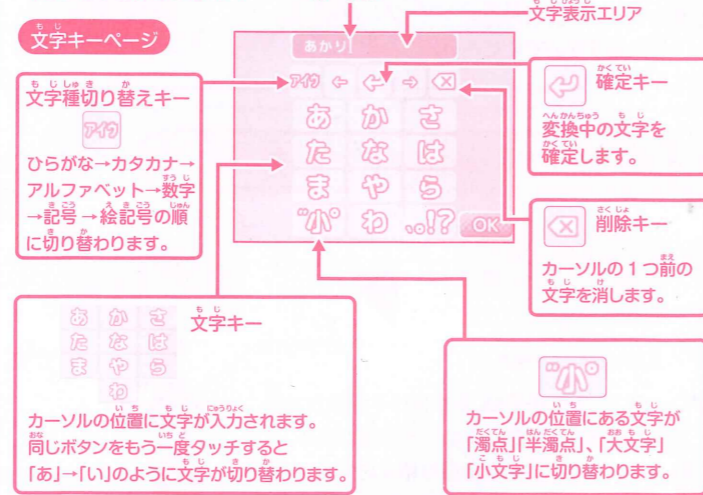 文字表示エリア
文字キーページ
あかり
アイウ ← → ⌫
あ か さ
た な は
ま や ら
゛小゜ わ 、。!?
OK
文字種切り替えキー
アイウ
ひらがな→カタカナ→
アルファベット→数字
→記号→絵記号の順
に切り替わります。
確定キー
変換中の文字を
確定します。
削除キー
カーソルの1つ前の
文字を消します。
あ か さ
た な は
ま や ら
わ
文字キー
カーソルの位置に文字が入力されます。
同じボタンをもう一度タッチすると
「あ」→「い」のように文字が切り替わります。
゛小゜
カーソルの位置にある文字が
「濁点」「半濁点」、「大文字」
「小文字」に切り替わります。